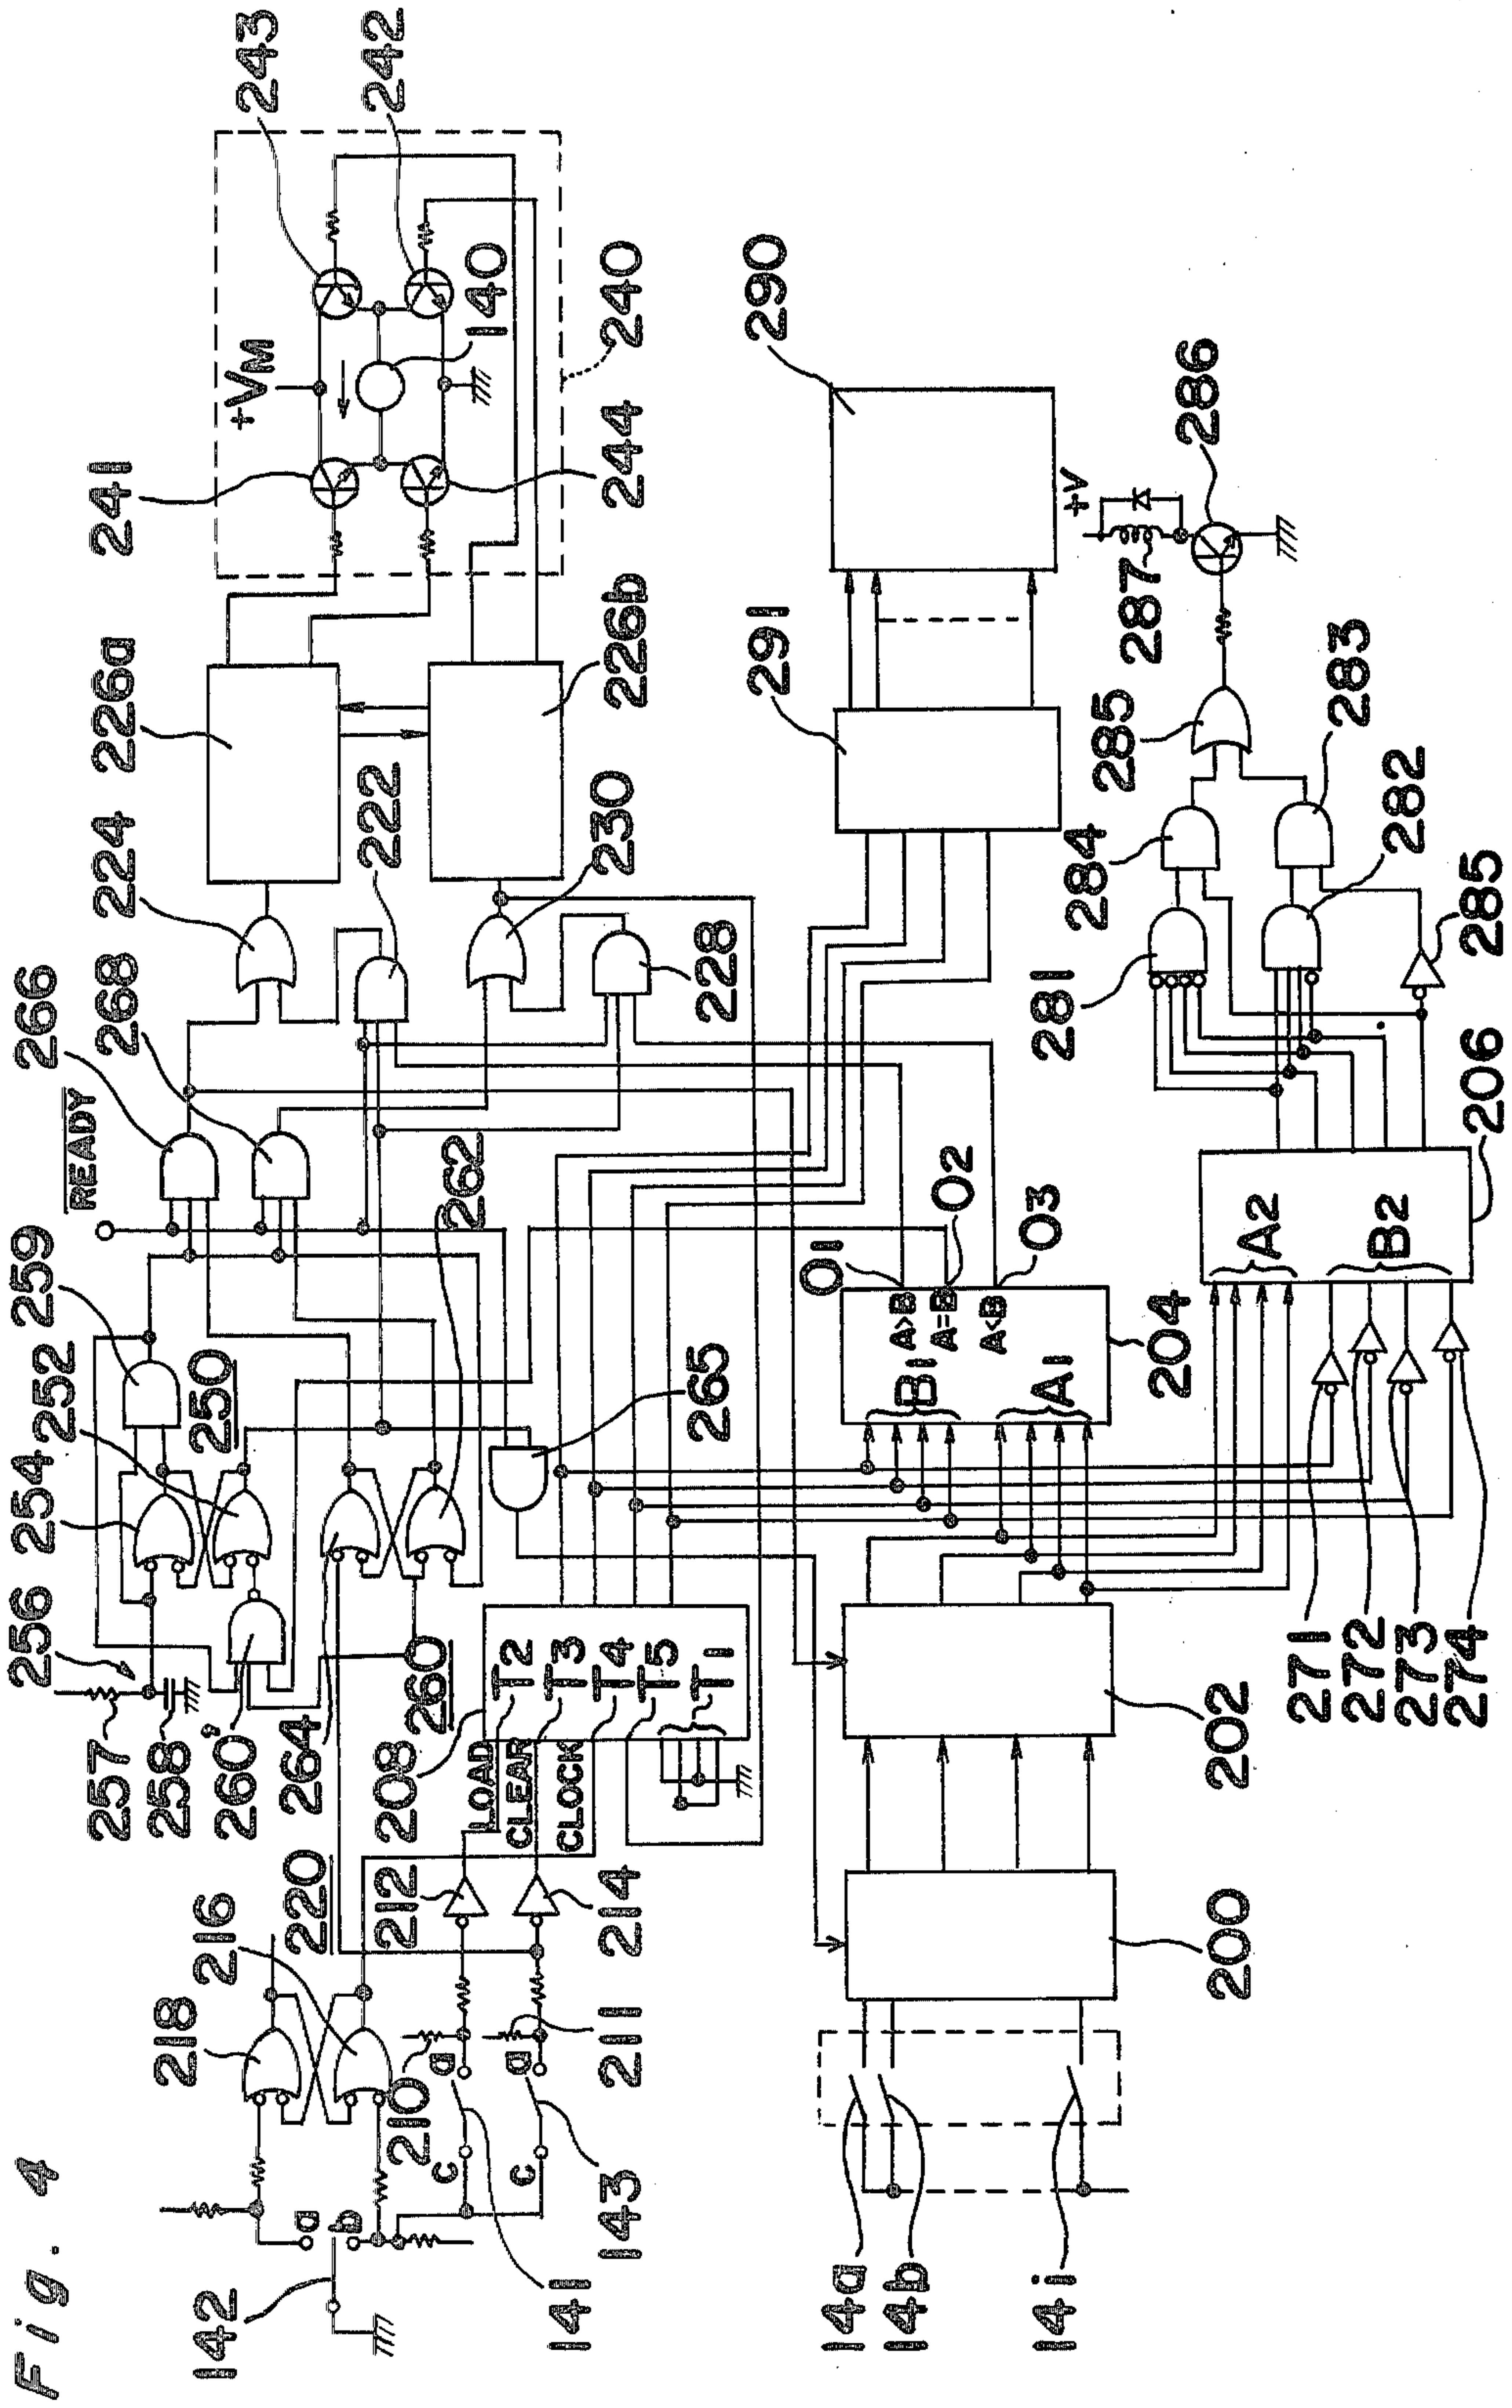 Fig. 4
243
242
+VM
241
140
240
244
226a
226b
224
222
230
228
266
268
READY
262
259
252
254
250
256
257
258
260'
264
260
265
208
LOAD
CLEAR
CLOCK
T2
T3
T4
T5
T1
220
216
218
212
214
210
211
a
b
a
a
c
c
142
141
143
290
291
01
02
03
A>B
A=B
A<B
B1
A1
204
202
200
14a
14b
14i
+V
286
287
285
283
284
282
281
285
206
A2
B2
271
272
273
274